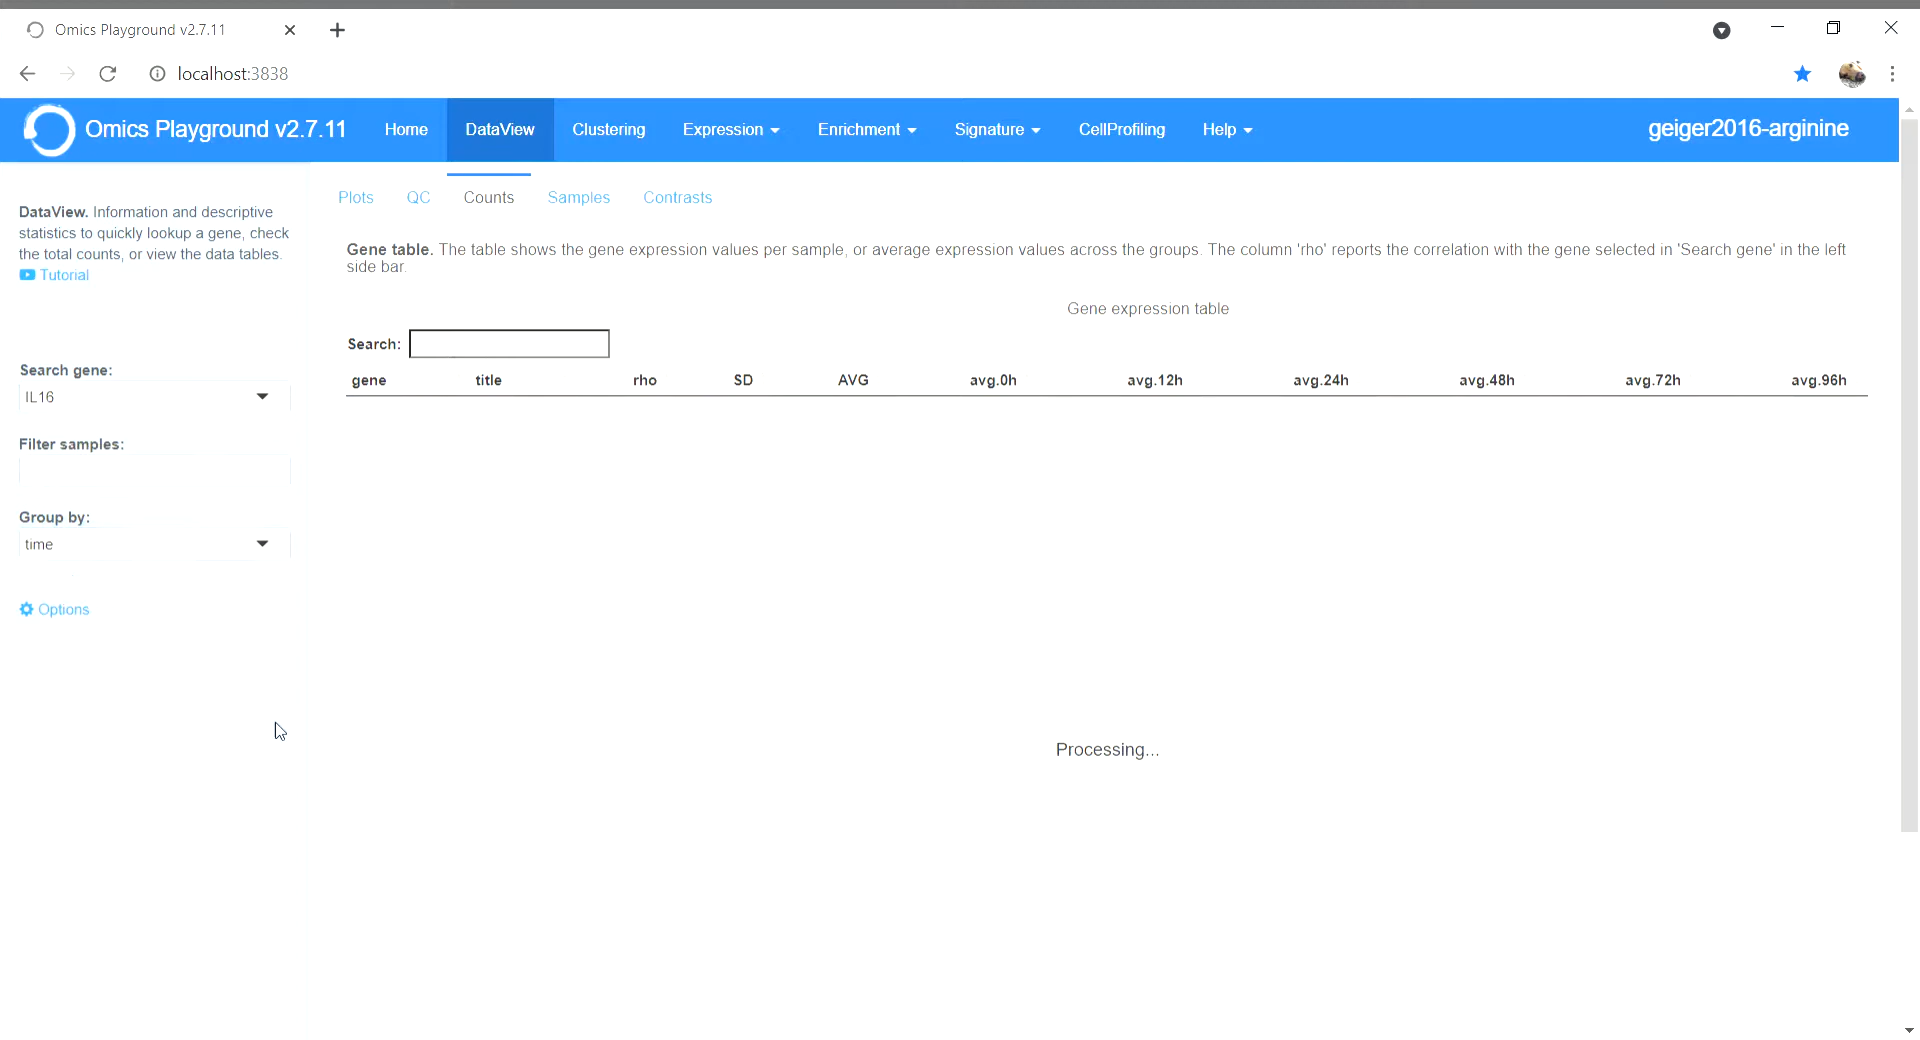 Omics Playground v2.7.11
localhost:3838
Omics Playground v2.7.11 Home DataView Clustering Expression Enrichment Signature CellProfiling Help geiger2016-arginine
Plots QC Counts Samples Contrasts
DataView. Information and descriptive
statistics to quickly lookup a gene, check
the total counts, or view the data tables.
Tutorial
Search gene:
IL16
Filter samples:
Group by:
time
Options
Gene table. The table shows the gene expression values per sample, or average expression values across the groups. The column 'rho' reports the correlation with the gene selected in 'Search gene' in the left
side bar.
Gene expression table
Search:
gene title rho SD AVG avg.0h avg.12h avg.24h avg.48h avg.72h avg.96h
Processing...